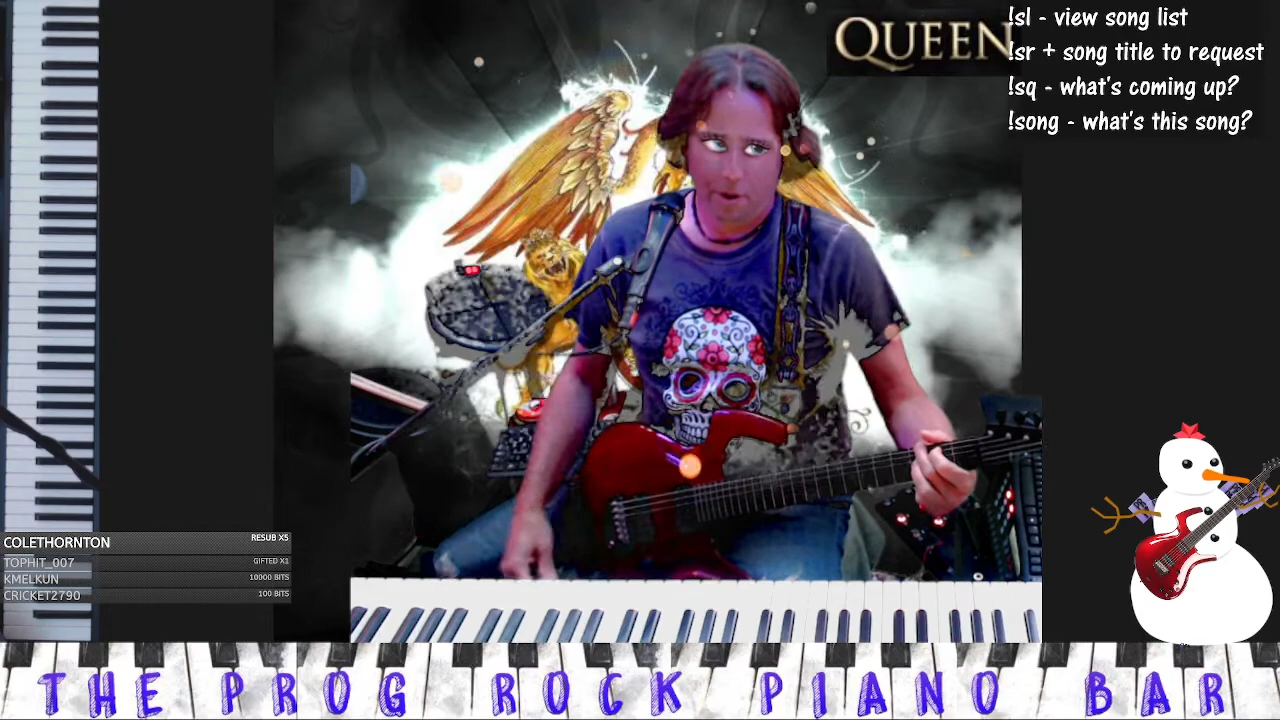 QUEEN
!sl - view song list
!sr + song title to request
!sq - what's coming up?
!song - what's this song?
COLETHORNTON RESUB X5
TOPHIT_007 GIFTED X1
KMELKUN 10000 BITS
CRICKET2790 100 BITS
THE PROG ROCK PIANO BAR